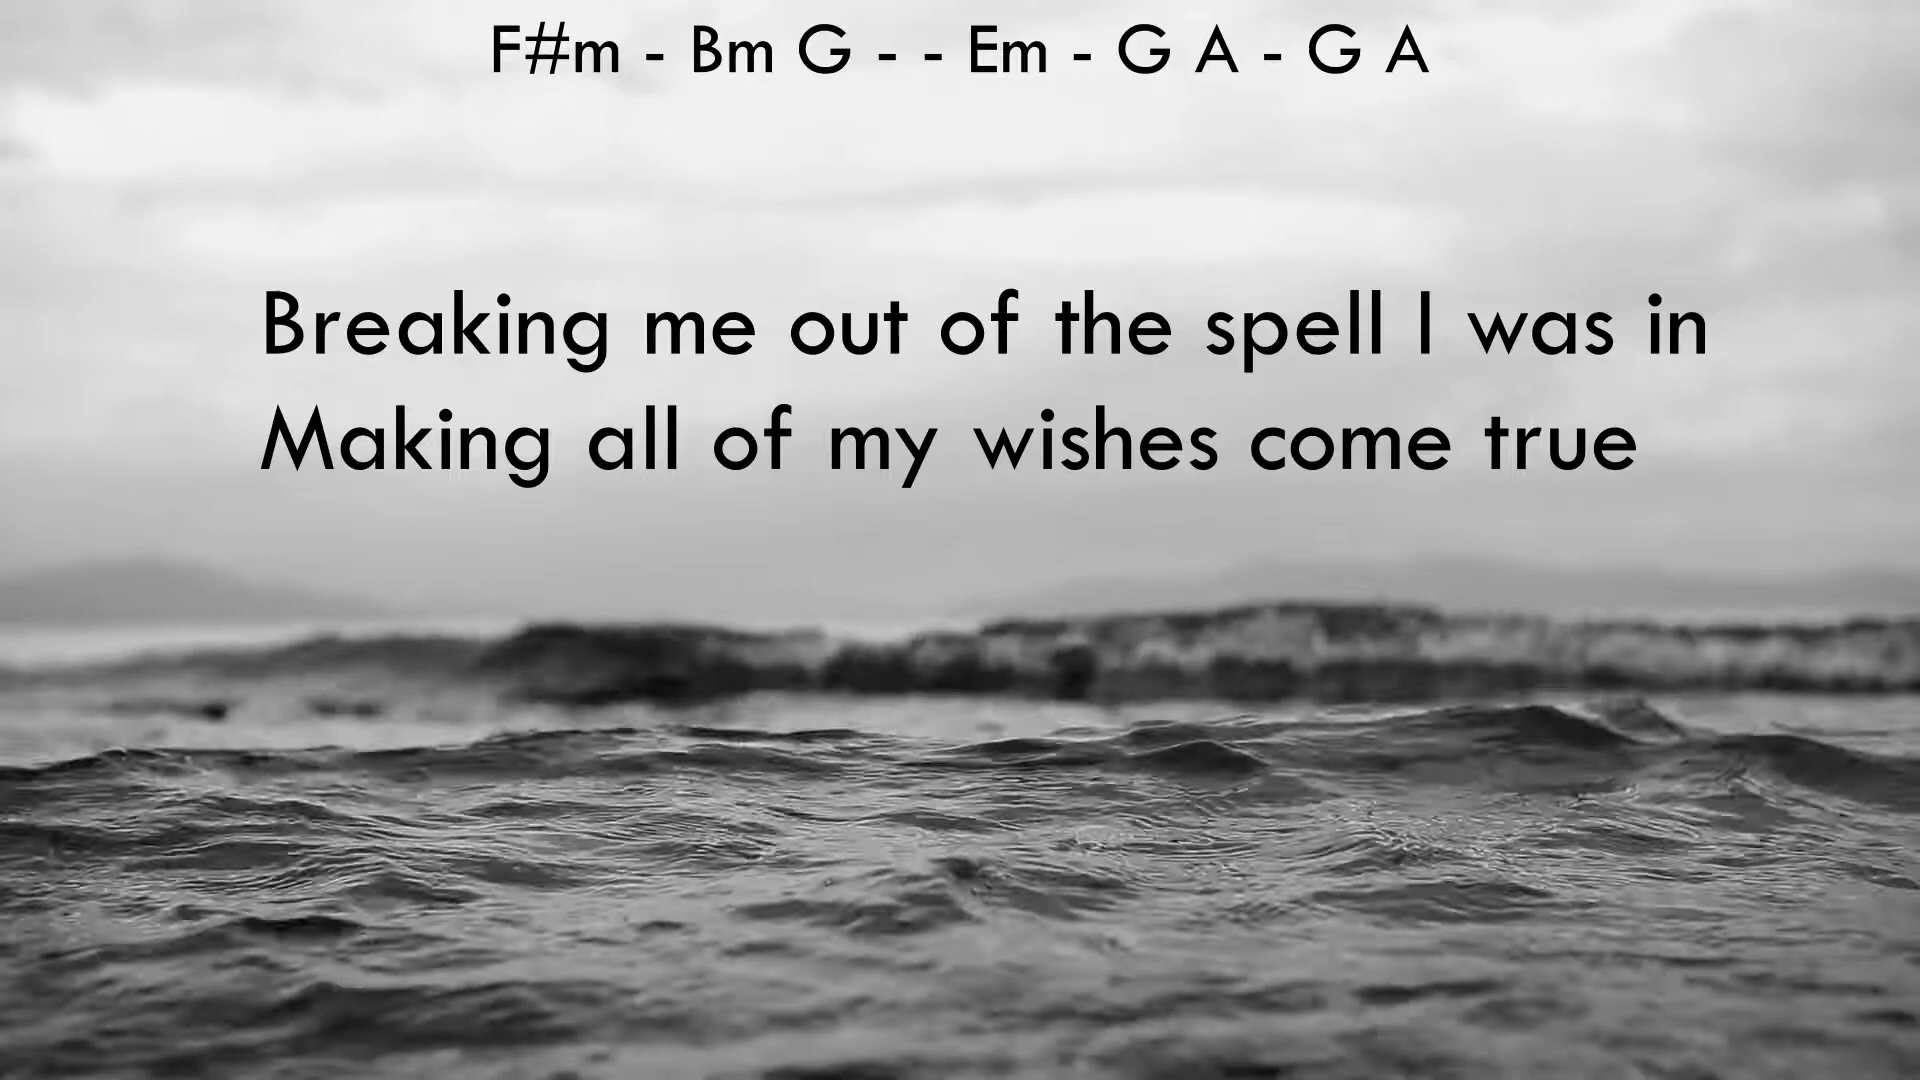 F#m - Bm G - - Em - G A - G A
Breaking me out of the spell I was in
Making all of my wishes come true